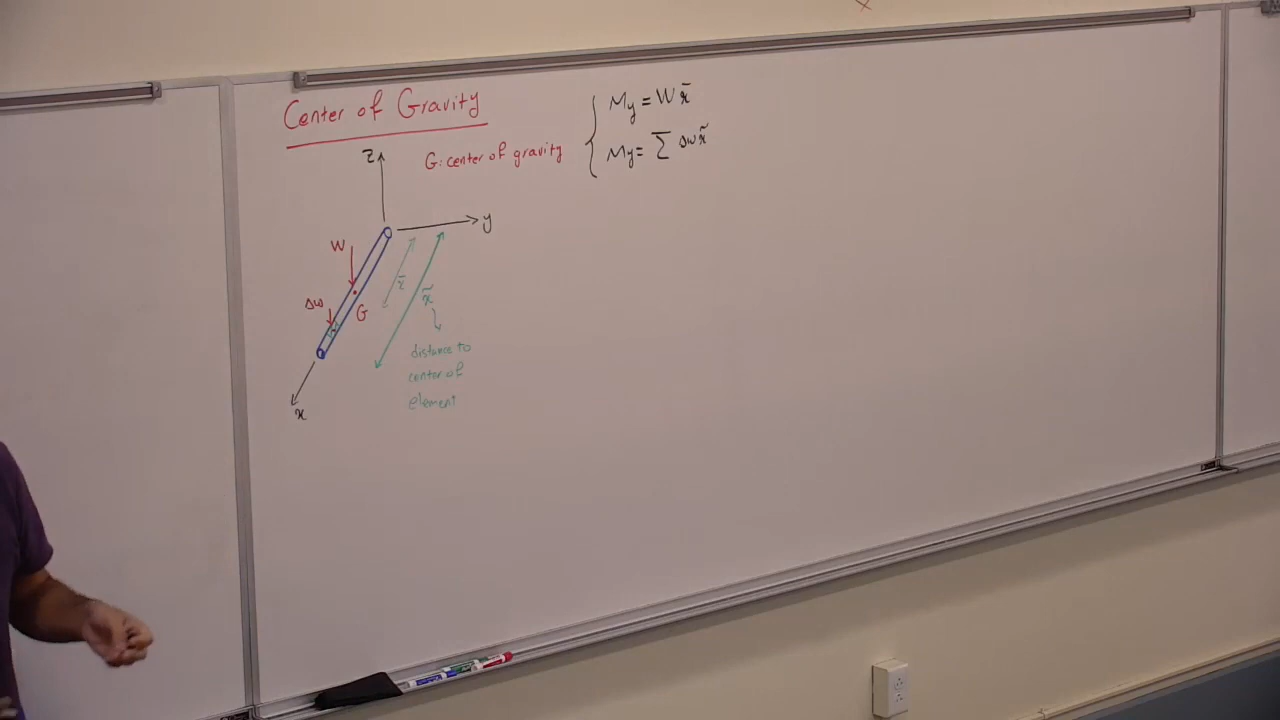 Center of Gravity
G: center of gravity
My = W x̄
My = Σ Δw x̃
z
y
W
x̄
x̃
Δw
G
distance to
center of
element
x